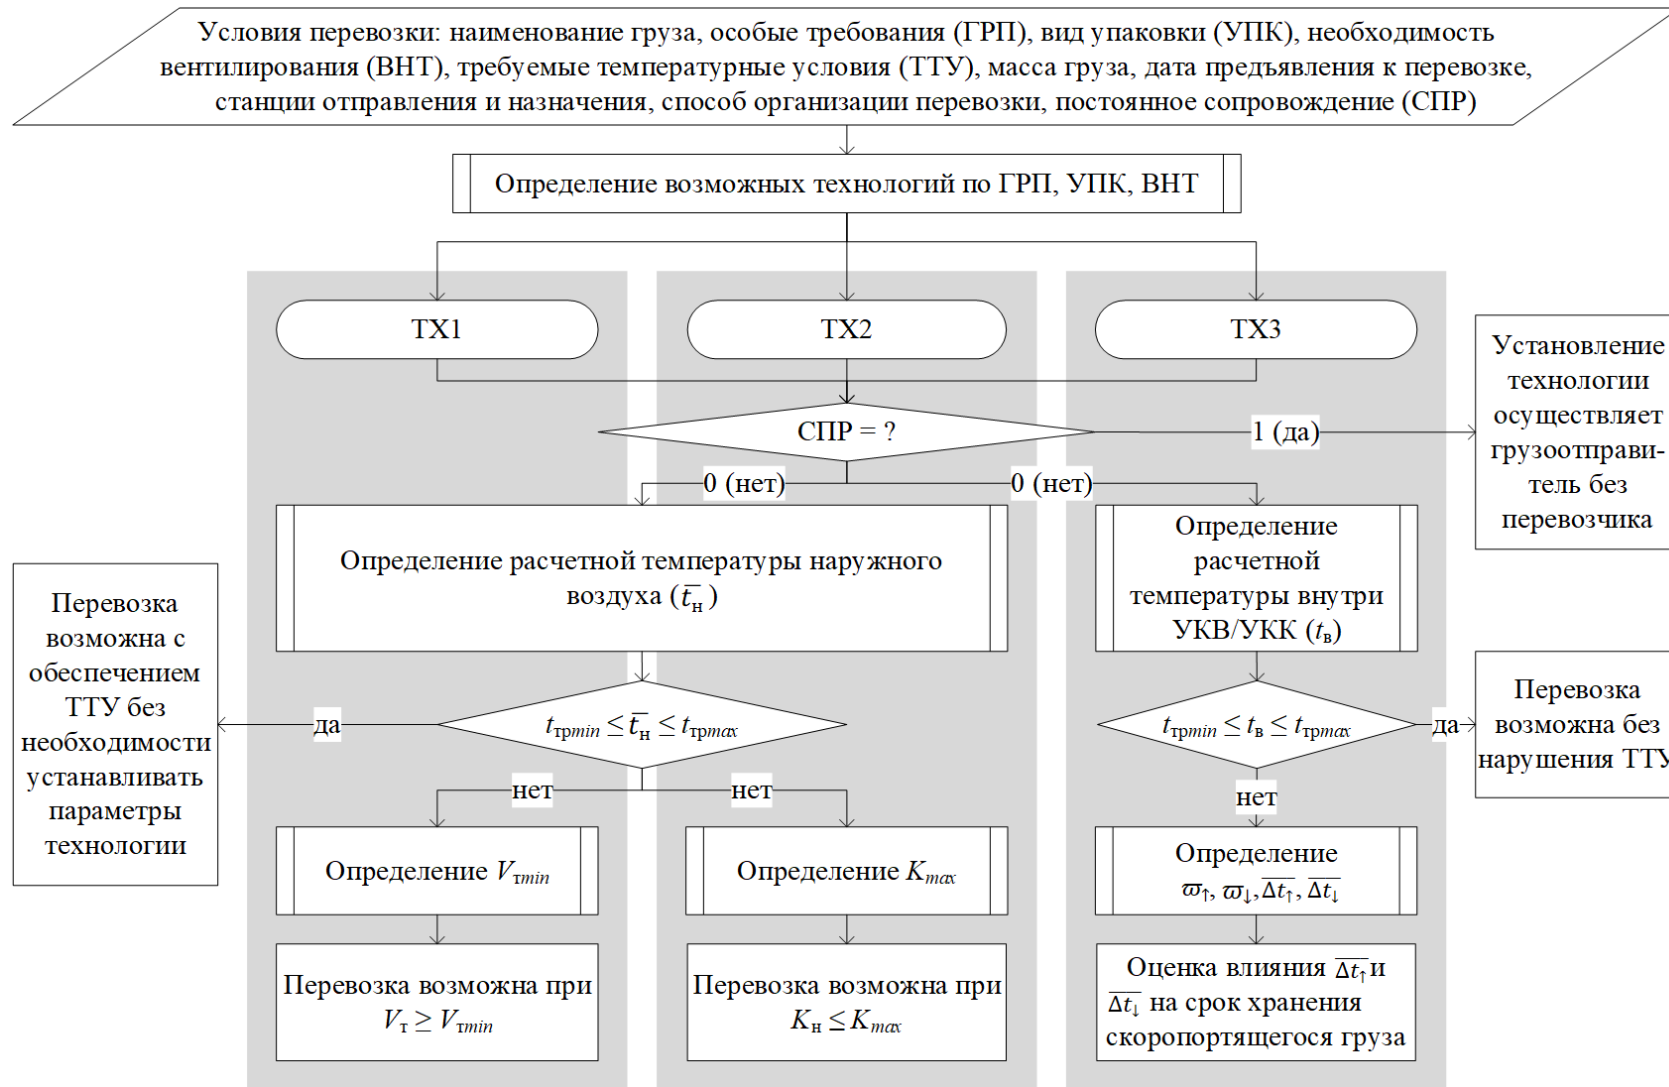 Условия перевозки: наименование груза, особые требования (ГРП), вид упаковки (УПК), необходимость
вентилирования (ВНТ), требуемые температурные условия (ТТУ), масса груза, дата предъявления к перевозке,
станции отправления и назначения, способ организации перевозки, постоянное сопровождение (СПР)
Определение возможных технологий по ГРП, УПК, ВНТ
ТХ1
ТХ2
ТХ3
СПР = ?
1 (да)
Установление
технологии
осуществляет
грузоотправи-
тель без
перевозчика
0 (нет)
0 (нет)
Определение расчетной температуры наружного
воздуха (t̅н)
Определение
расчетной
температуры внутри
УКВ/УКК (tв)
Перевозка
возможна с
обеспечением
ТТУ без
необходимости
устанавливать
параметры
технологии
да
tтрmin ≤ t̅н ≤ tтрmax
tтрmin ≤ tв ≤ tтрmax
да
Перевозка
возможна без
нарушения ТТУ
нет
нет
нет
Определение Vтmin
Определение Kmax
Определение
ϖ↑, ϖ↓, Δt↑, Δt↓
Перевозка возможна при
Vт ≥ Vтmin
Перевозка возможна при
Kн ≤ Kmax
Оценка влияния Δt↑ и
Δt↓ на срок хранения
скоропортящегося груза